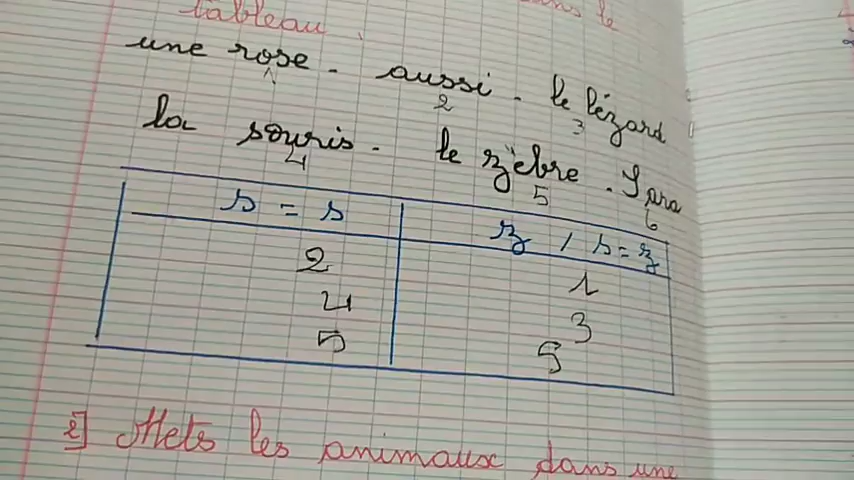 tableau.
une rose - aussi - le lézard
1 2 3
la souris - le zèbre. Sara
4 5 6
s = s z / s = z
2 1
4 3
5 5
2] Mets les animaux dans une